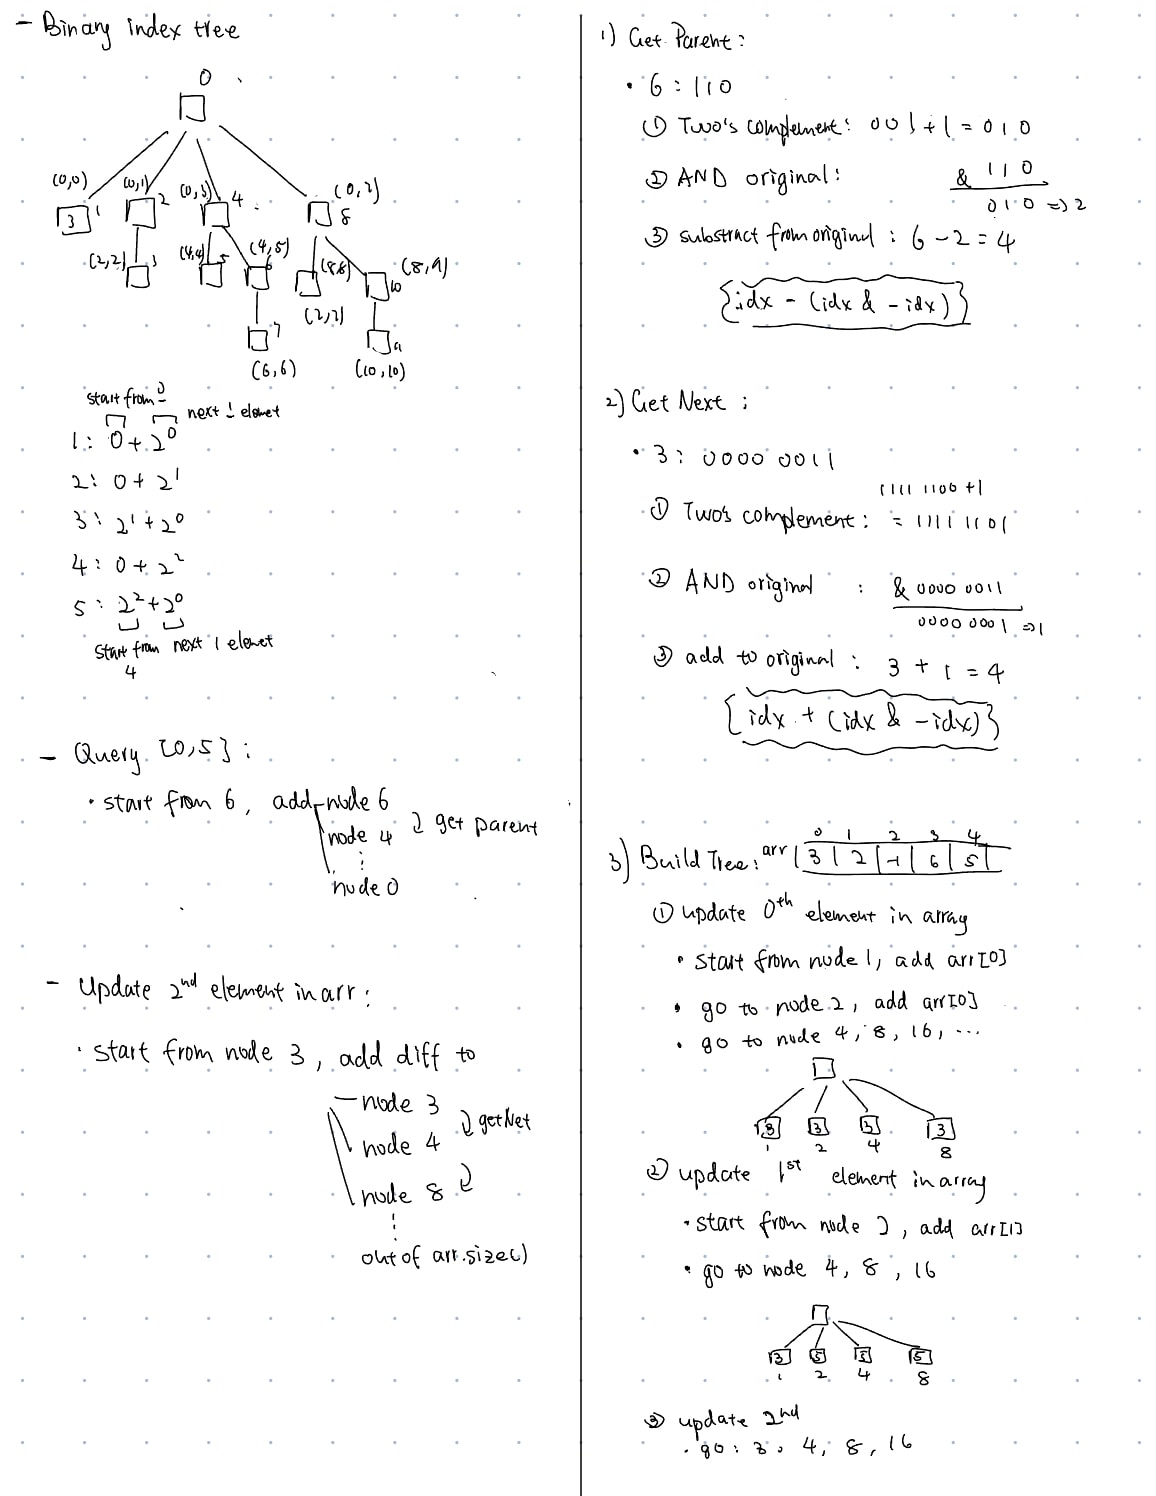 - Binary index tree
0
(0,0) (0,1) (0,3) (0,7)
3 1 2 4 8
(2,2) 3 (4,4) 5 (4,5) 6 (8,8) (8,9) 10
7 (2,2) 9
(6,6) (10,10)
start from 0
next 1 elemet
1: 0 + 2^0
2: 0 + 2^1
3: 2^1 + 2^0
4: 0 + 2^2
5: 2^2 + 2^0
start from next 1 elemet
4
- Query [0,5]:
• start from 6, add node 6
node 4 get parent
⋮
node 0
- Update 2nd element in arr:
• start from node 3, add diff to
node 3
getNet
node 4
node 8
⋮
out of arr.size()
1) Get Parent:
• 6: 110
① Two's complement: 001+1=010
② AND original: & 110
010 => 2
③ substract from original: 6-2=4
{idx - (idx & -idx)}
2) Get Next:
• 3: 0000 0011
1111 1100 +1
① Two's complement: = 1111 1101
② AND original : & 0000 0011
0000 0001 => 1
③ add to original: 3 + 1 = 4
{idx + (idx & -idx)}
0 1 2 3 4
3) Build Tree: arr | 3 | 2 | -1 | 6 | 5 |
① update 0th element in array
• start from node 1, add arr[0]
• go to node 2, add arr[0]
• go to node 4, 8, 16, ...
3 3 3 3
1 2 4 8
② update 1st element in array
• start from node 2, add arr[1]
• go to node 4, 8, 16
3 5 5 5
1 2 4 8
③ update 2nd
• go: 3, 4, 8, 16